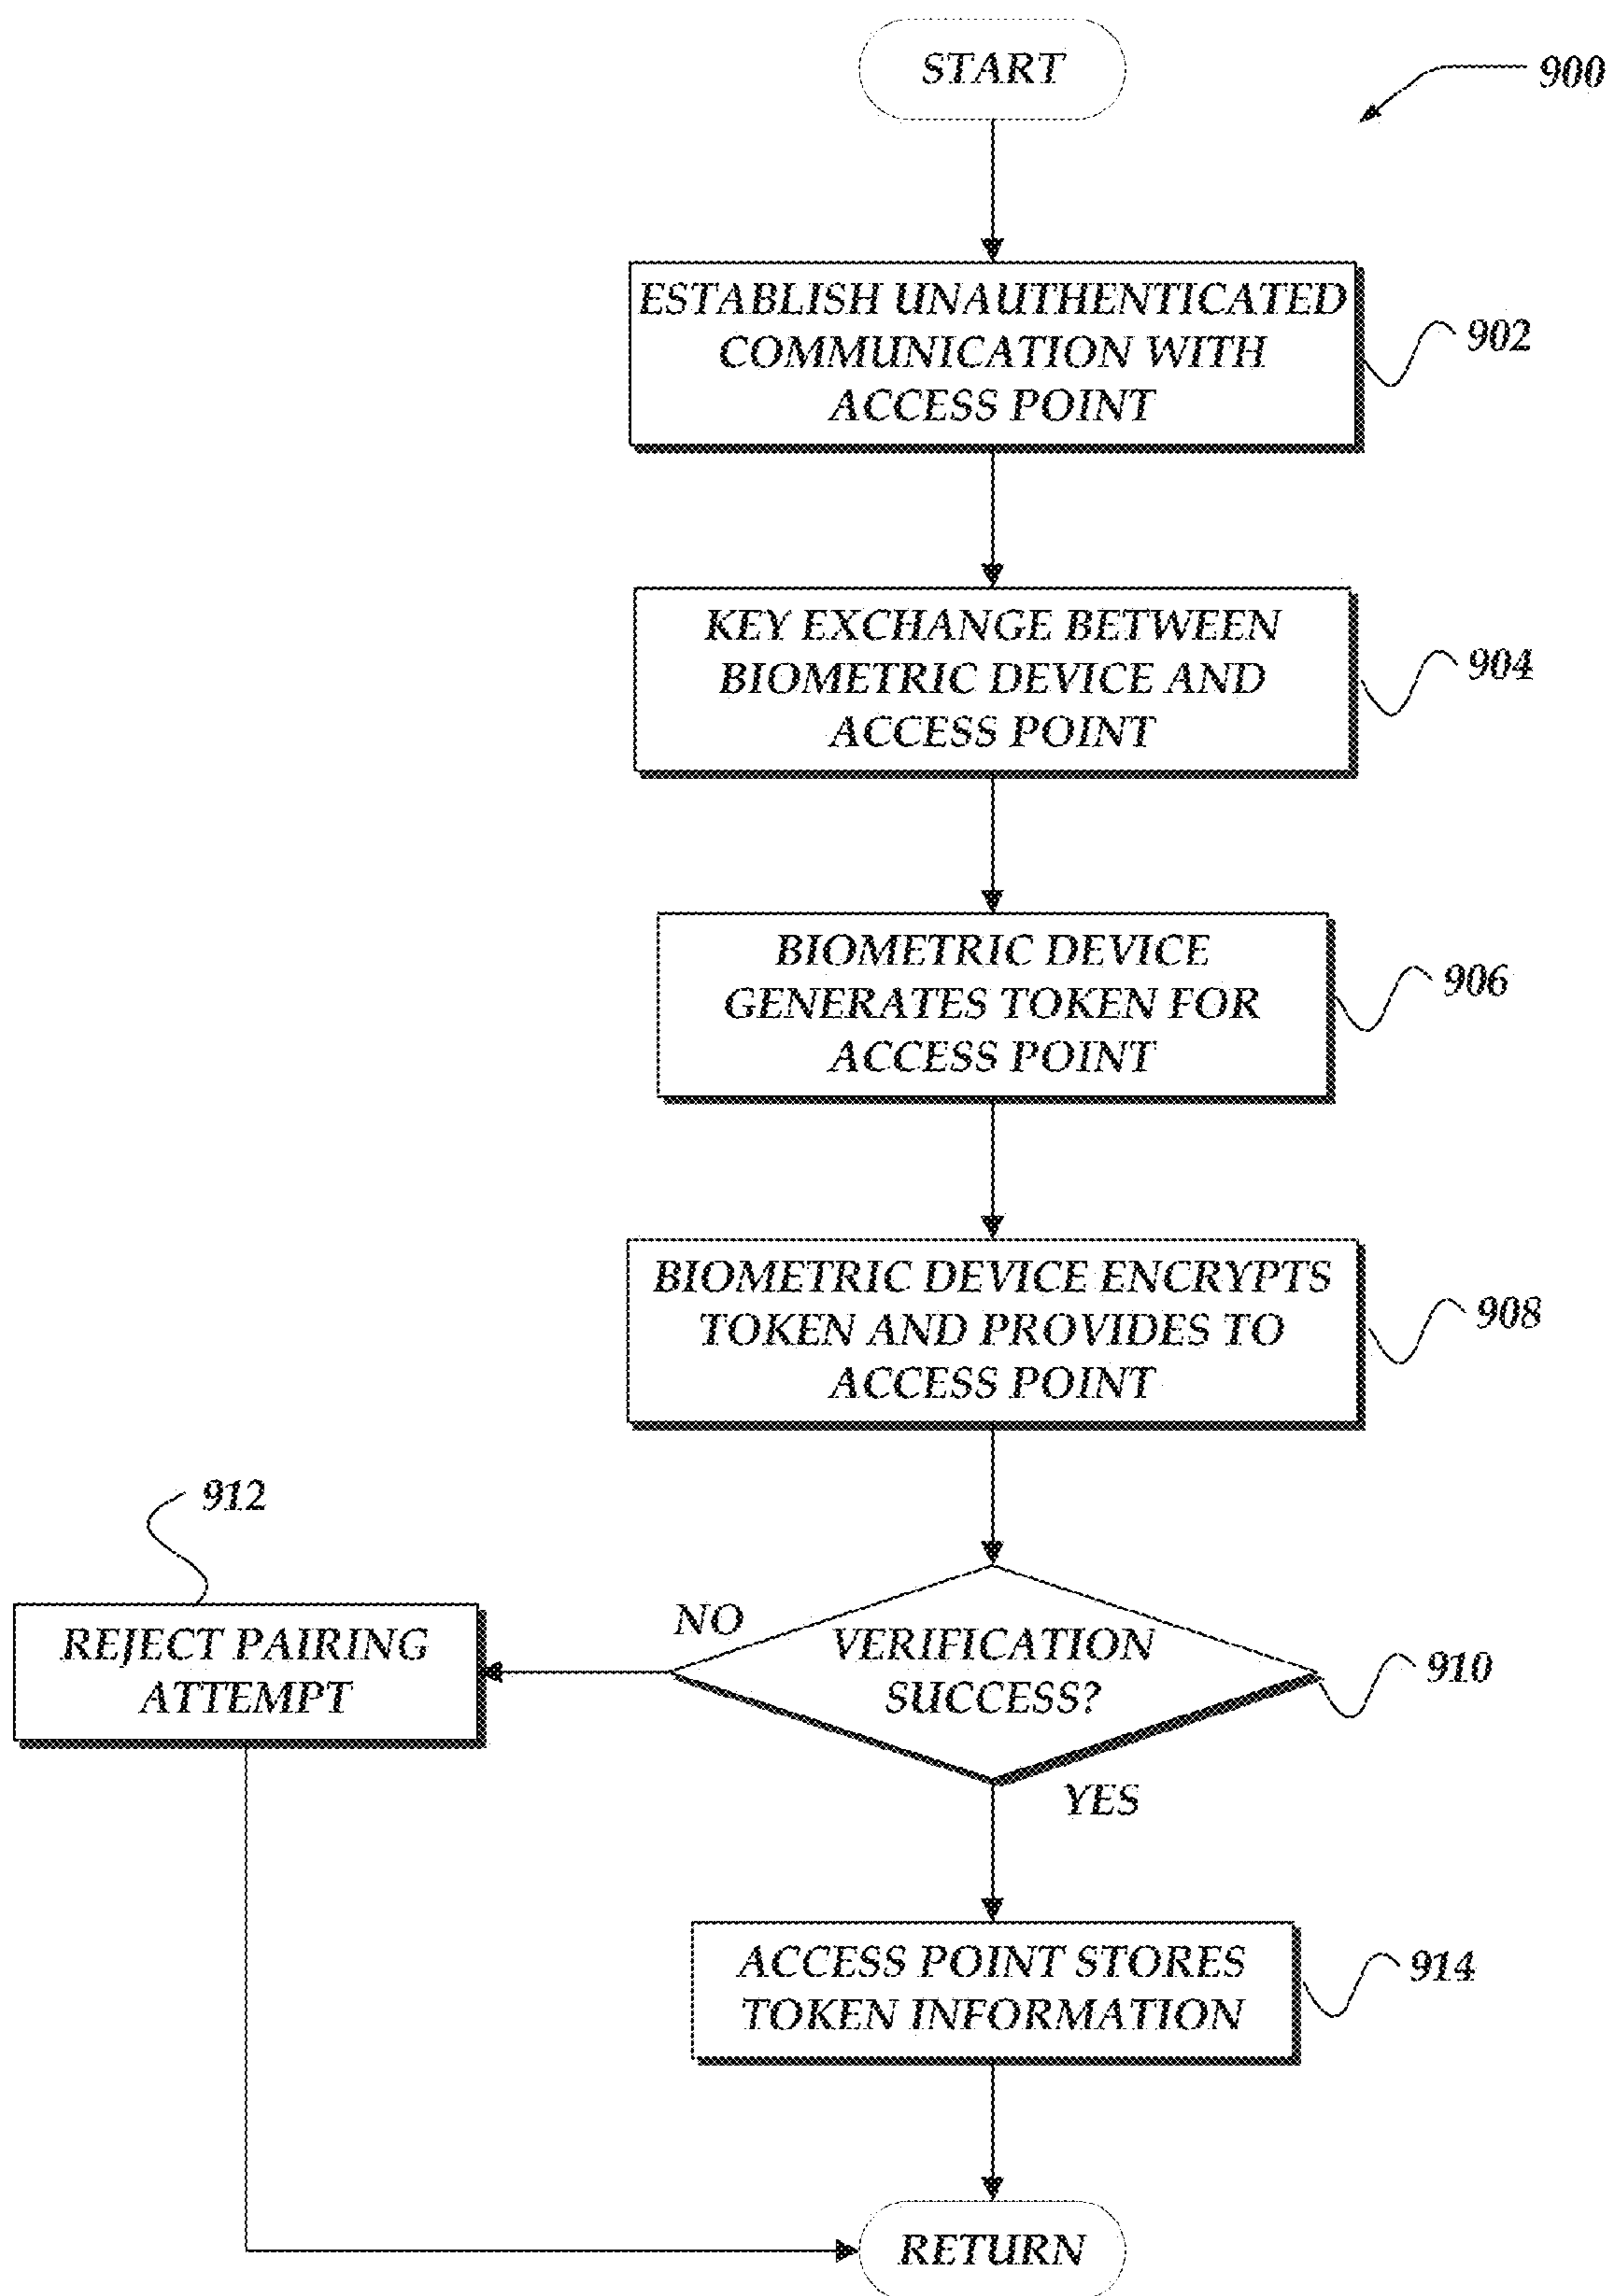 START
900
ESTABLISH UNAUTHENTICATED
COMMUNICATION WITH
ACCESS POINT
902
KEY EXCHANGE BETWEEN
BIOMETRIC DEVICE AND
ACCESS POINT
904
BIOMETRIC DEVICE
GENERATES TOKEN FOR
ACCESS POINT
906
BIOMETRIC DEVICE ENCRYPTS
TOKEN AND PROVIDES TO
ACCESS POINT
908
912
REJECT PAIRING
ATTEMPT
NO
VERIFICATION
SUCCESS?
910
YES
ACCESS POINT STORES
TOKEN INFORMATION
914
RETURN